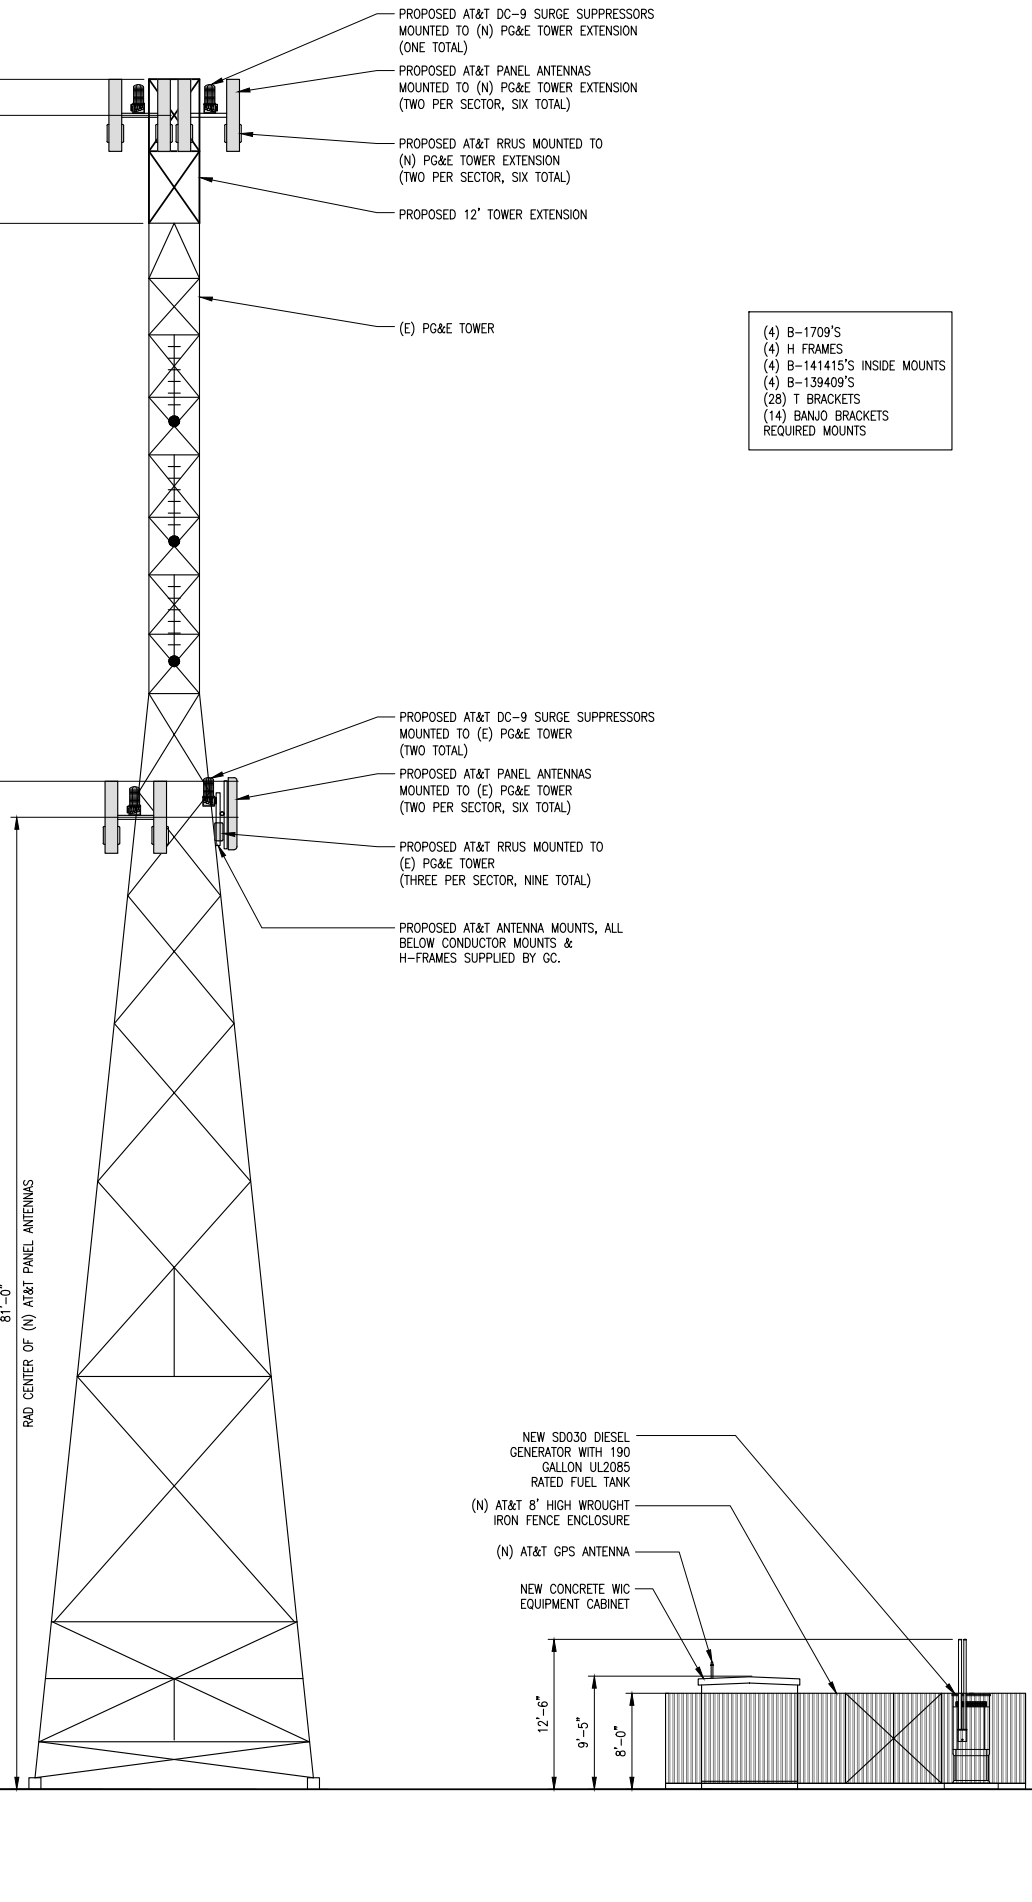 PROPOSED AT&T DC-9 SURGE SUPPRESSORS
MOUNTED TO (N) PG&E TOWER EXTENSION
(ONE TOTAL)
PROPOSED AT&T PANEL ANTENNAS
MOUNTED TO (N) PG&E TOWER EXTENSION
(TWO PER SECTOR, SIX TOTAL)
PROPOSED AT&T RRUS MOUNTED TO
(N) PG&E TOWER EXTENSION
(TWO PER SECTOR, SIX TOTAL)
PROPOSED 12' TOWER EXTENSION
(E) PG&E TOWER
(4) B-1709'S
(4) H FRAMES
(4) B-141415'S INSIDE MOUNTS
(4) B-139409'S
(28) T BRACKETS
(14) BANJO BRACKETS
REQUIRED MOUNTS
PROPOSED AT&T DC-9 SURGE SUPPRESSORS
MOUNTED TO (E) PG&E TOWER
(TWO TOTAL)
PROPOSED AT&T PANEL ANTENNAS
MOUNTED TO (E) PG&E TOWER
(TWO PER SECTOR, SIX TOTAL)
PROPOSED AT&T RRUS MOUNTED TO
(E) PG&E TOWER
(THREE PER SECTOR, NINE TOTAL)
PROPOSED AT&T ANTENNA MOUNTS, ALL
BELOW CONDUCTOR MOUNTS &
H-FRAMES SUPPLIED BY GC.
81'-0"
RAD CENTER OF (N) AT&T PANEL ANTENNAS
NEW SD030 DIESEL
GENERATOR WITH 190
GALLON UL2085
RATED FUEL TANK
(N) AT&T 8' HIGH WROUGHT
IRON FENCE ENCLOSURE
(N) AT&T GPS ANTENNA
NEW CONCRETE WIC
EQUIPMENT CABINET
12'-6"
9'-5"
8'-0"